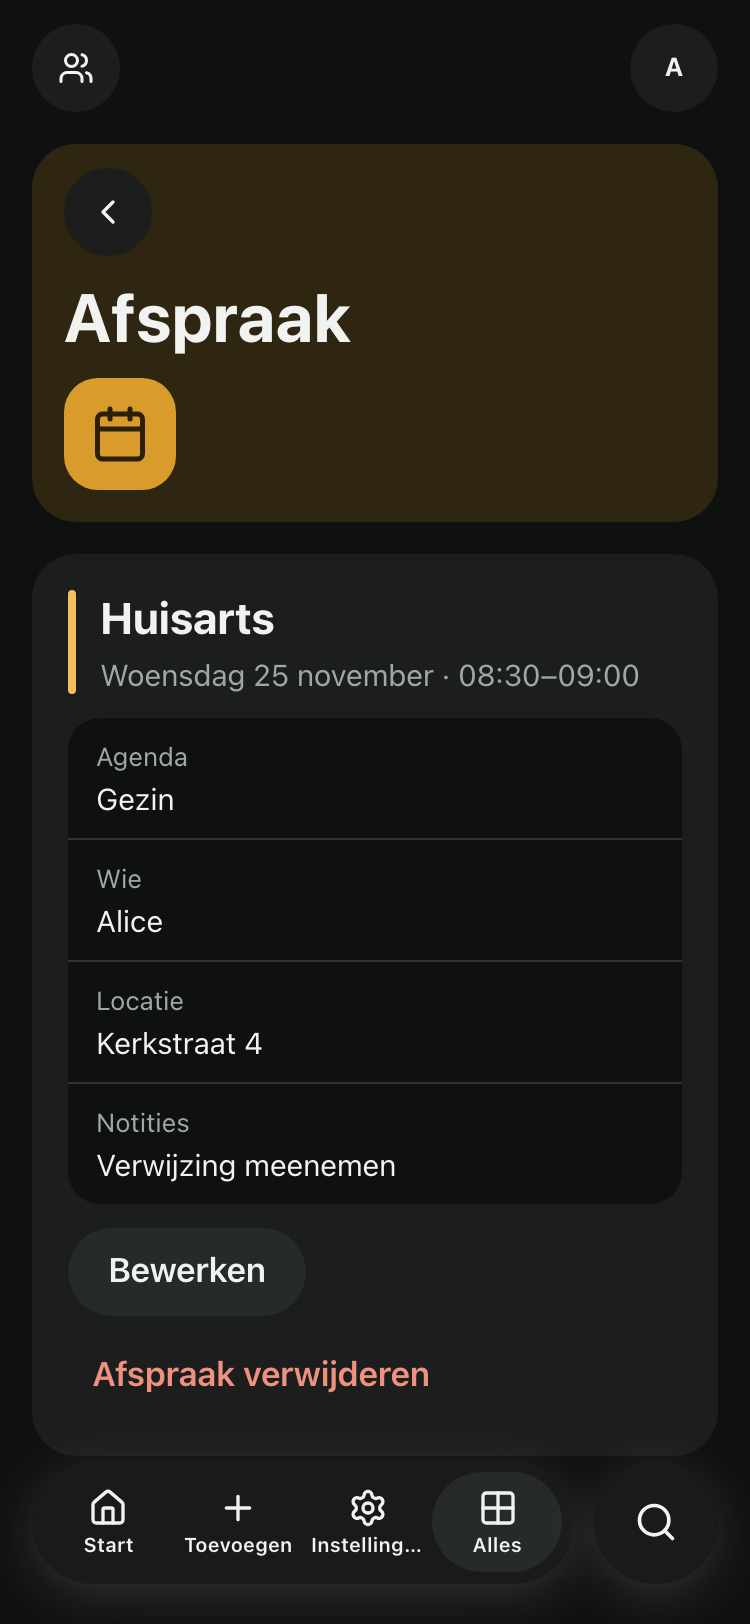 A
Afspraak
Huisarts
Woensdag 25 november · 08:30–09:00
Agenda
Gezin
Wie
Alice
Locatie
Kerkstraat 4
Notities
Verwijzing meenemen
Bewerken
Afspraak verwijderen
Start
Toevoegen
Instelling...
Alles